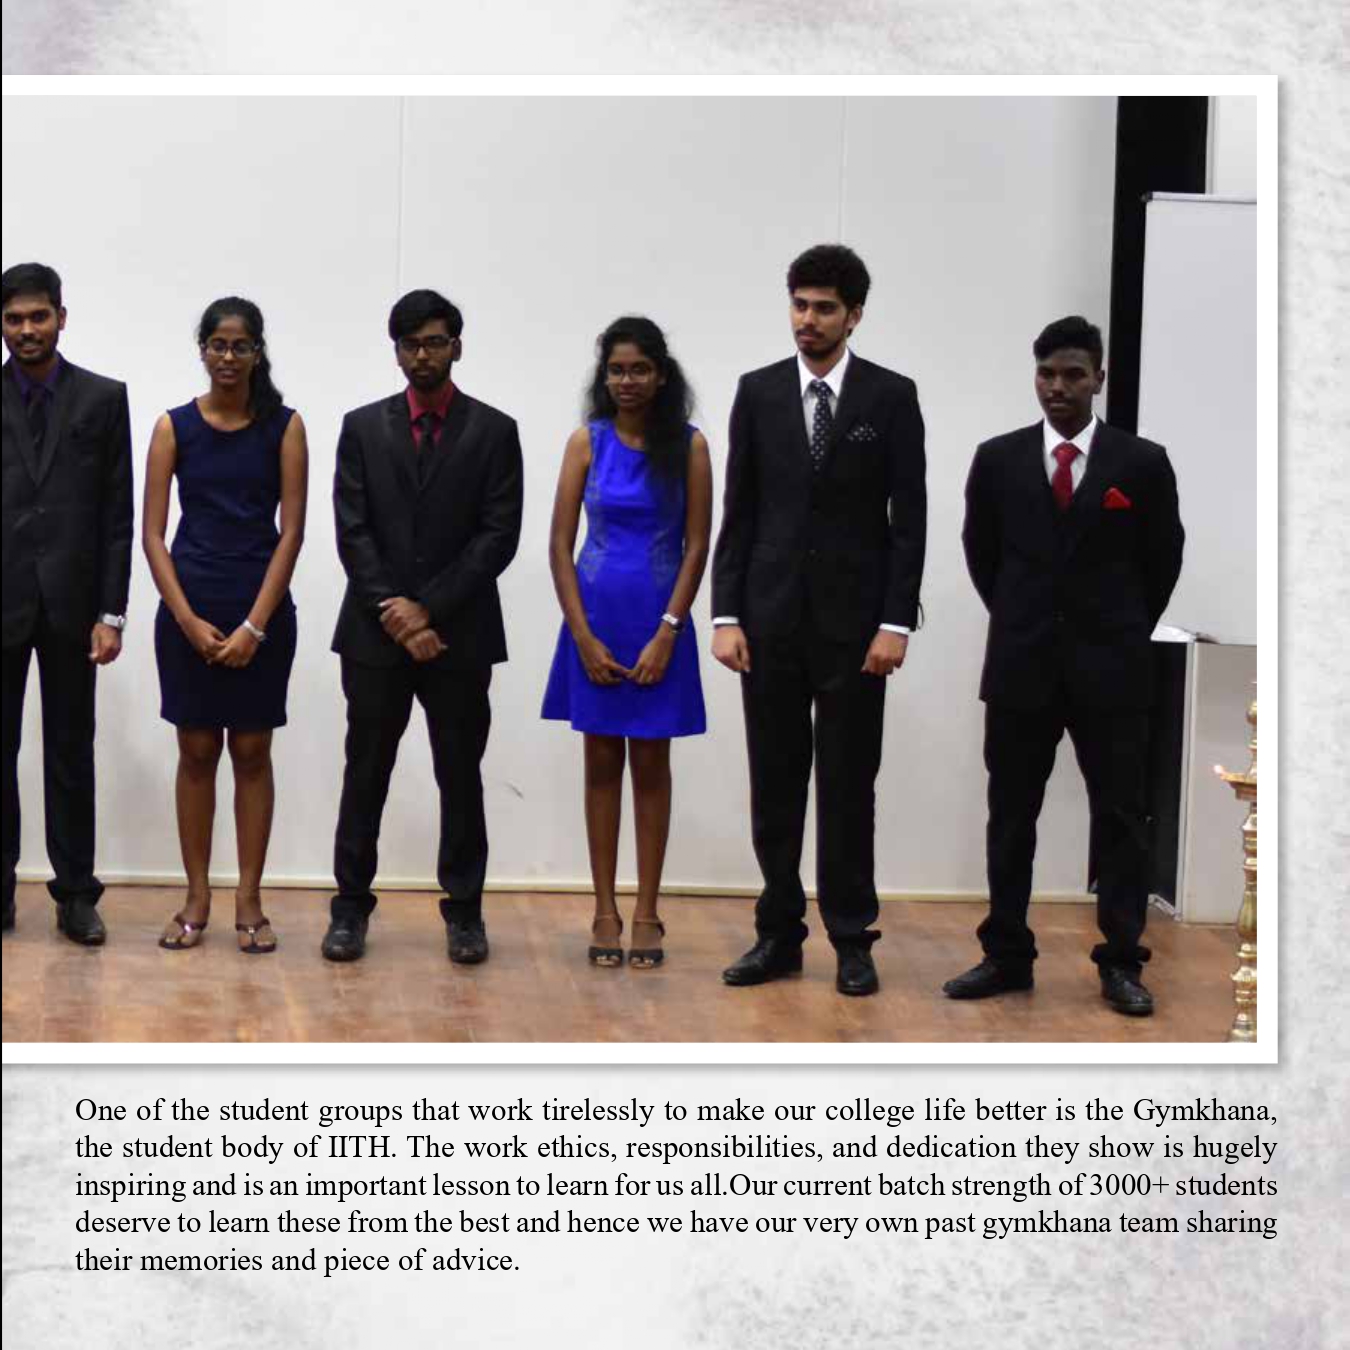 One of the student groups that work tirelessly to make our college life better is the Gymkhana,
the student body of IITH. The work ethics, responsibilities, and dedication they show is hugely
inspiring and is an important lesson to learn for us all.Our current batch strength of 3000+ students
deserve to learn these from the best and hence we have our very own past gymkhana team sharing
their memories and piece of advice.